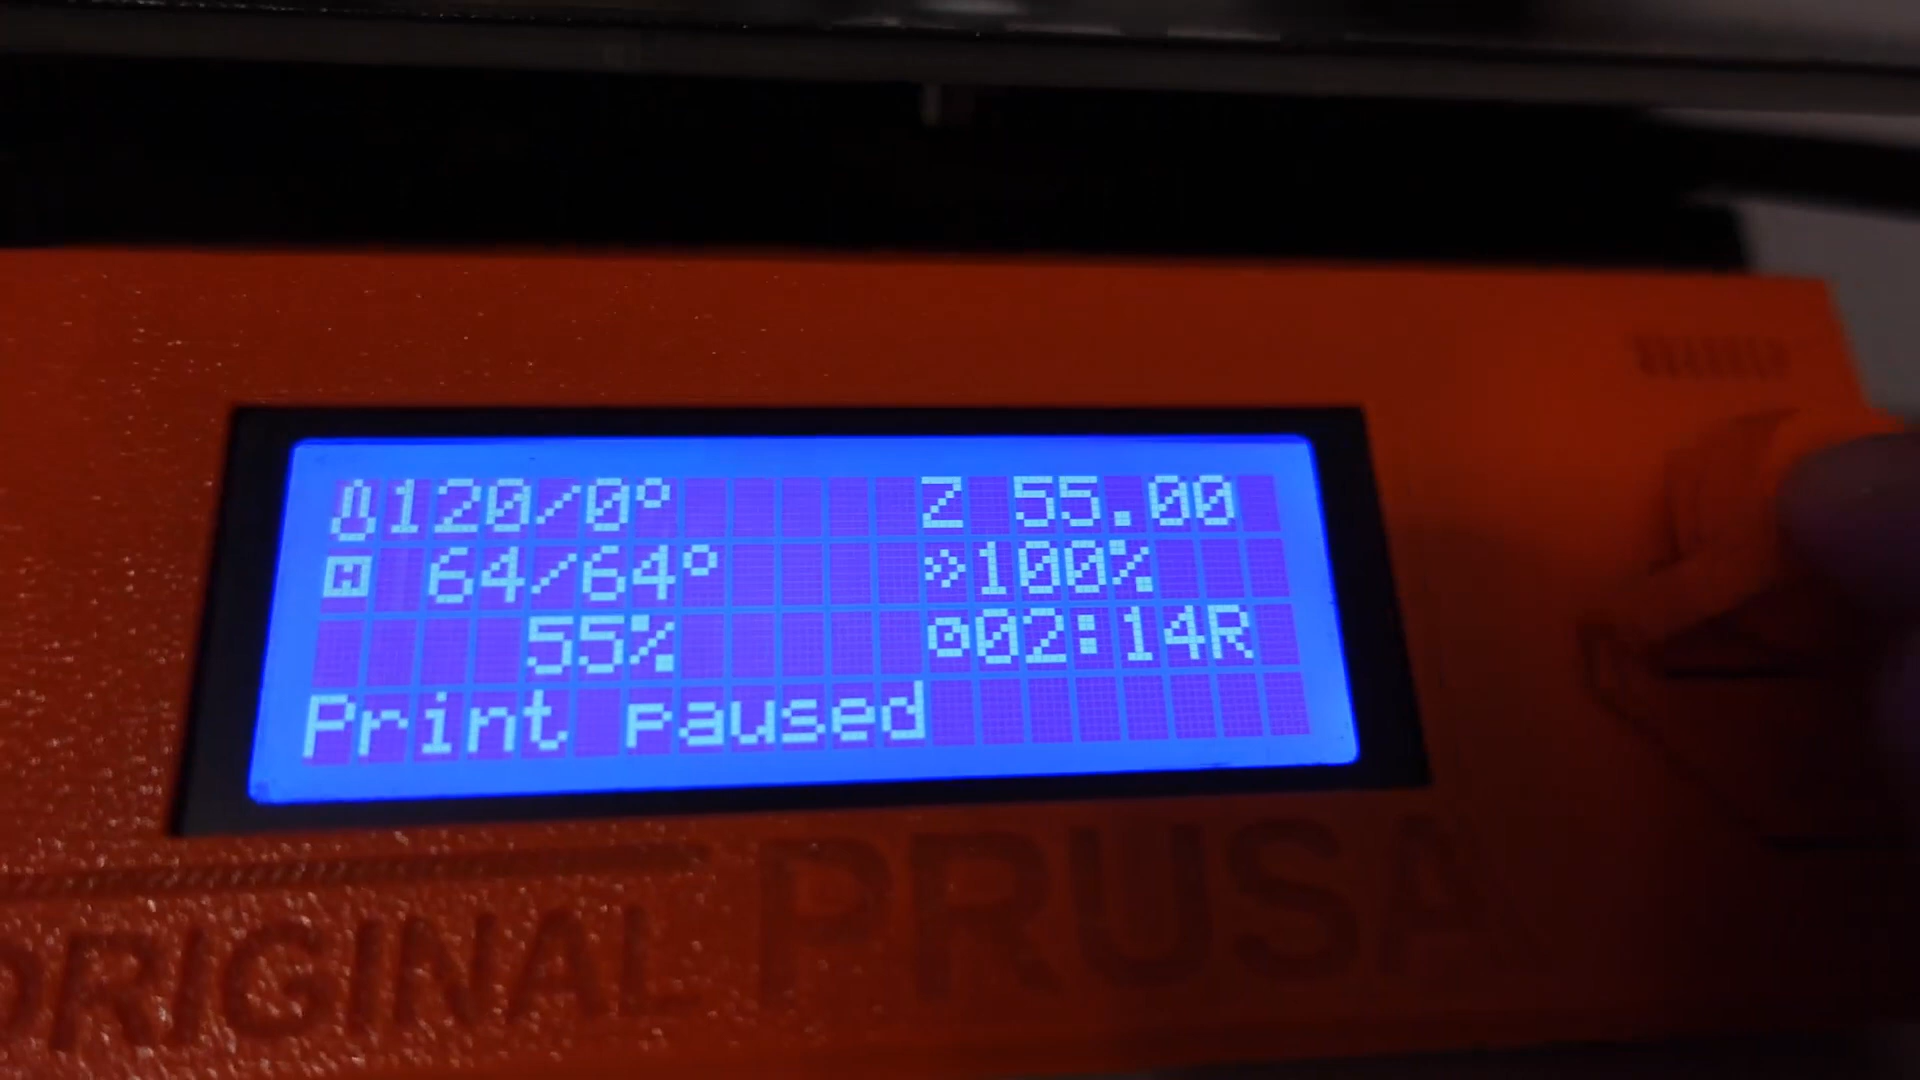 120/0° Z 55.00
64/64° 100%
55% 02:14R
Print paused
ORIGINAL PRUSA